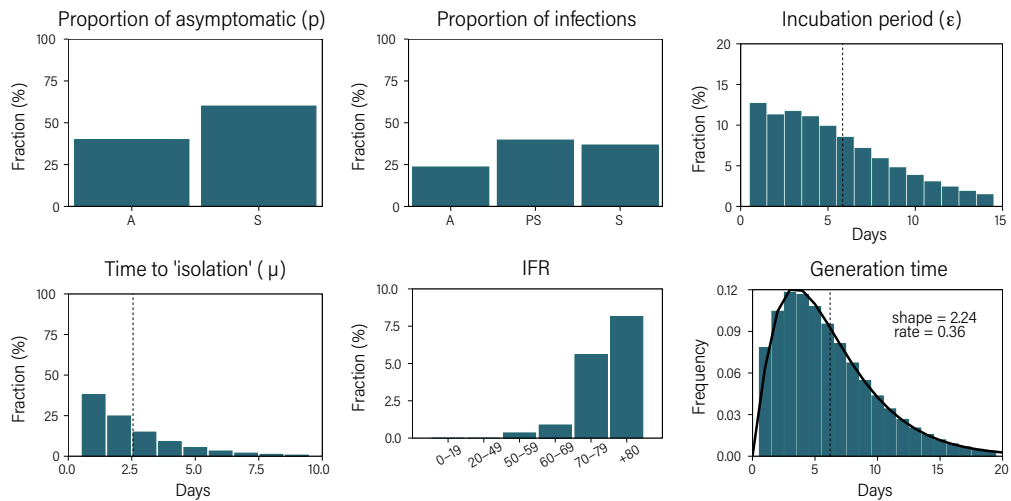 Proportion of asymptomatic (p)
Fraction (%)
100
75
50
25
0
A
S
Proportion of infections
Fraction (%)
100
75
50
25
0
A
PS
S
Incubation period (ε)
Fraction (%)
20
15
10
5
0
0
5
10
15
Days
Time to 'isolation' ( μ)
Fraction (%)
100
75
50
25
0
0.0
2.5
5.0
7.5
10.0
Days
IFR
Fraction (%)
10.0
7.5
5.0
2.5
0.0
0–19
20–49
50–59
60–69
70–79
+80
Generation time
Frequency
0.12
0.09
0.06
0.03
0.00
shape = 2.24
rate = 0.36
0
5
10
15
20
Days